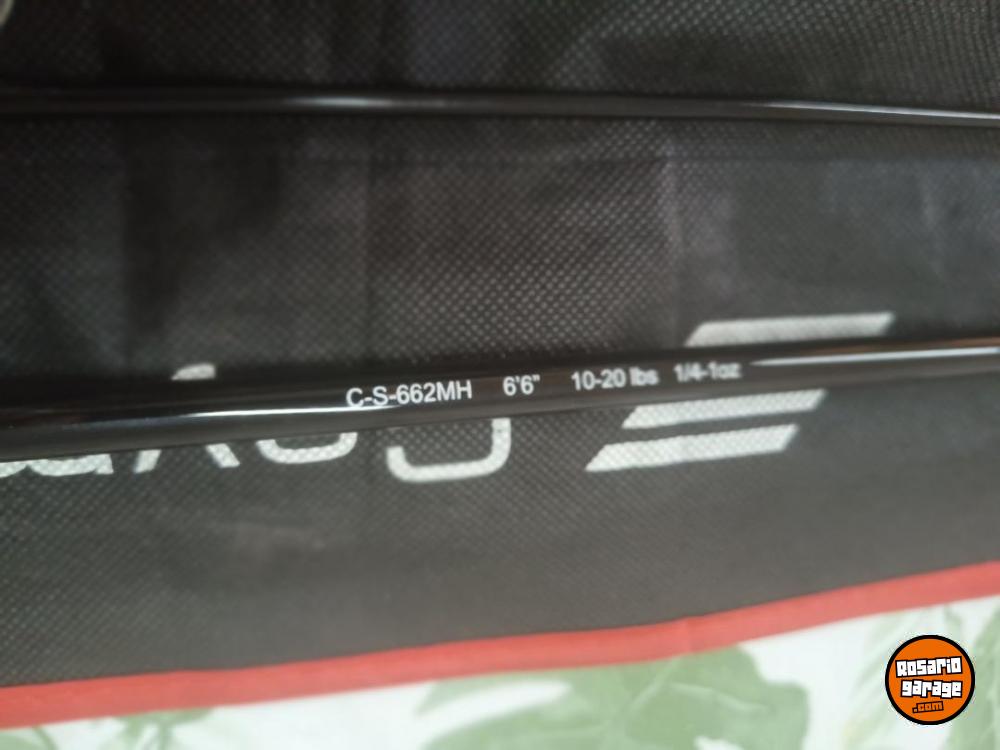 C-S-662MH 6'6" 10-20 lbs 1/4-1oz
Rosario
garage
.com